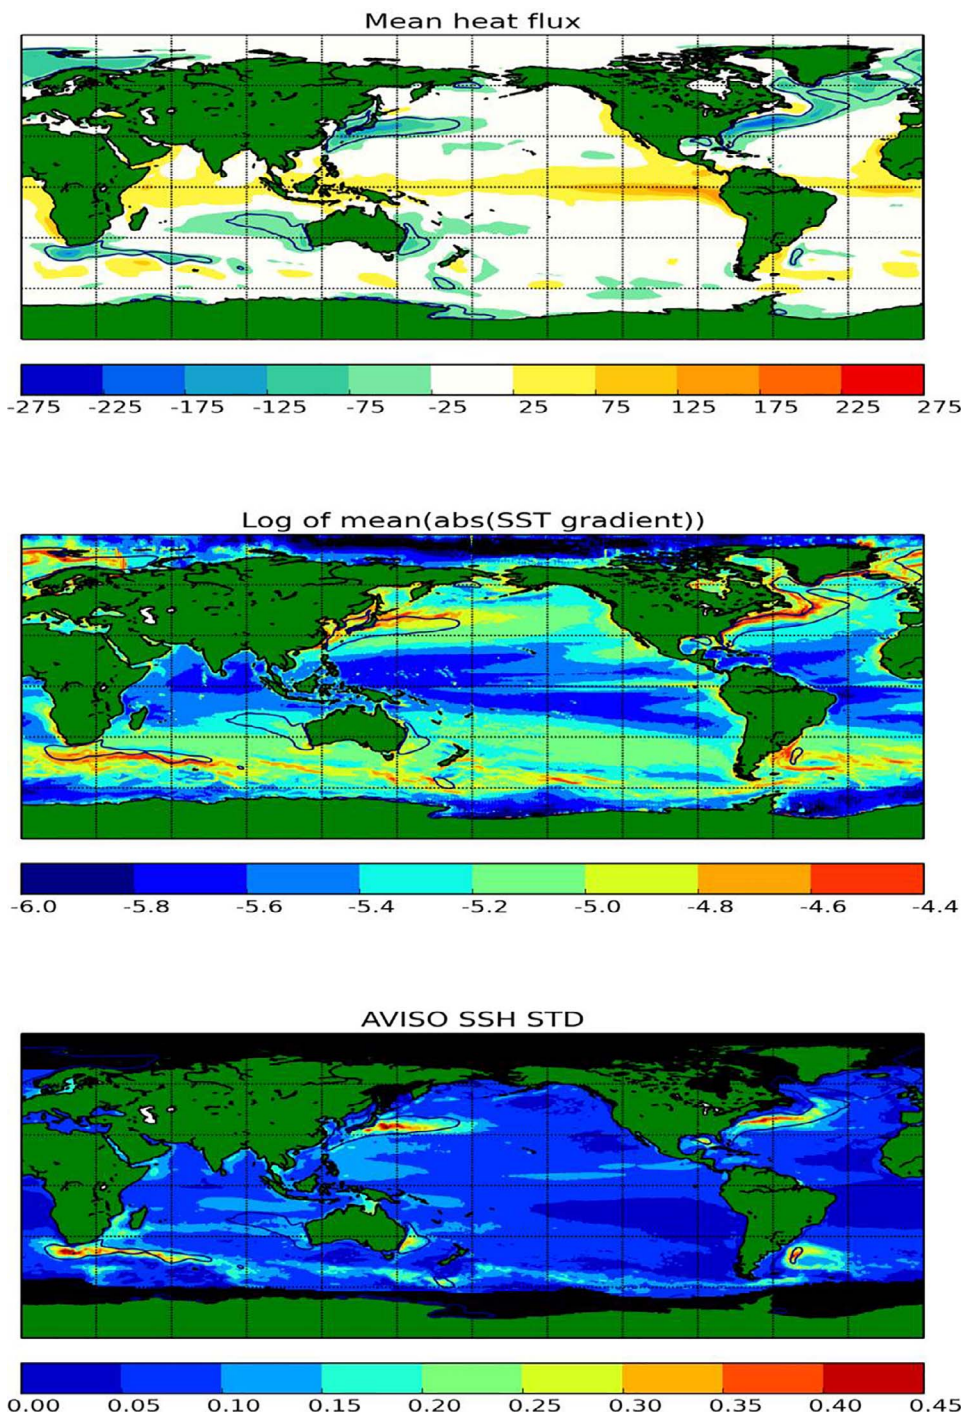 Mean heat flux
-275 -225 -175 -125 -75 -25 25 75 125 175 225 275
Log of mean(abs(SST gradient))
-6.0 -5.8 -5.6 -5.4 -5.2 -5.0 -4.8 -4.6 -4.4
AVISO SSH STD
0.00 0.05 0.10 0.15 0.20 0.25 0.30 0.35 0.40 0.45